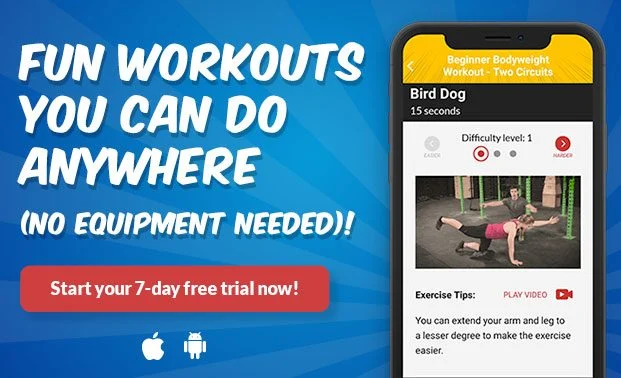 FUN WORKOUTS
YOU CAN DO
ANYWHERE
(NO EQUIPMENT NEEDED)!
Start your 7-day free trial now!
Beginner Bodyweight
Workout - Two Circuits
Bird Dog
15 seconds
Difficulty level: 1
EASIER
HARDER
Exercise Tips:
PLAY VIDEO
You can extend your arm and leg to
a lesser degree to make the exercise
easier.